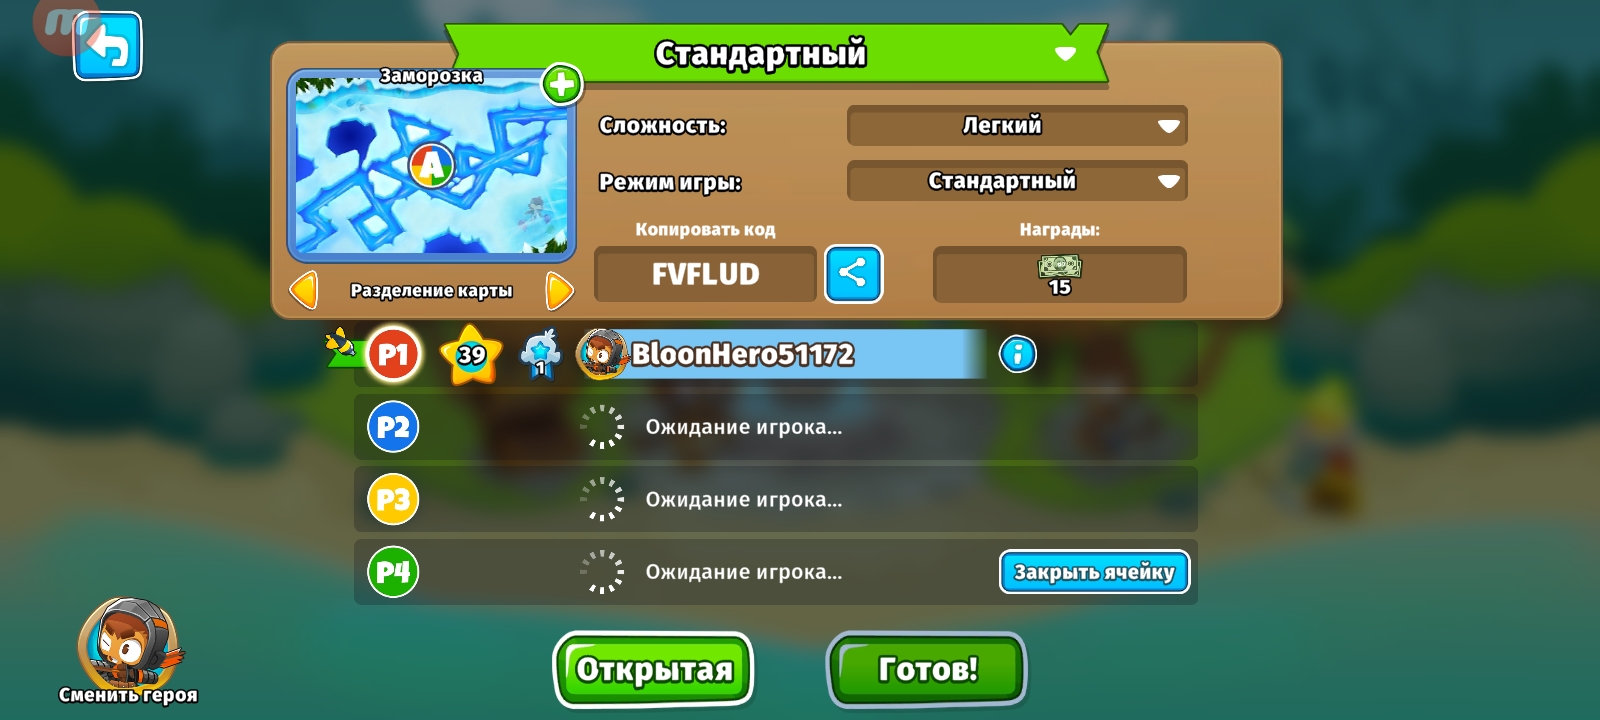 Стандартный
Заморозка
A
Сложность:
Легкий
Режим игры:
Стандартный
Копировать код
Награды:
FVFLUD
15
Разделение карты
P1
39
1
BloonHero51172
P2
Ожидание игрока...
P3
Ожидание игрока...
P4
Ожидание игрока...
Закрыть ячейку
Сменить героя
Открытая
Готов!